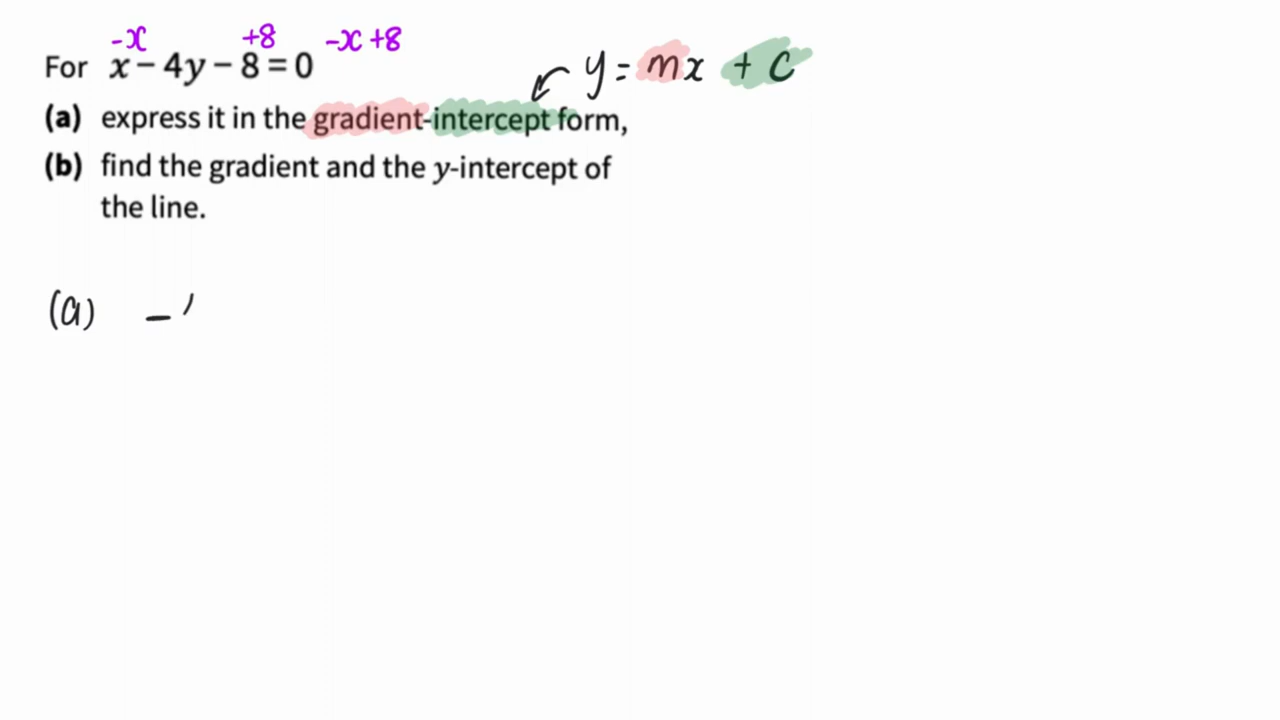 -x +8 -x +8
For x − 4y − 8 = 0
y = mx + c
(a) express it in the gradient-intercept form,
(b) find the gradient and the y-intercept of
the line.
(a) −